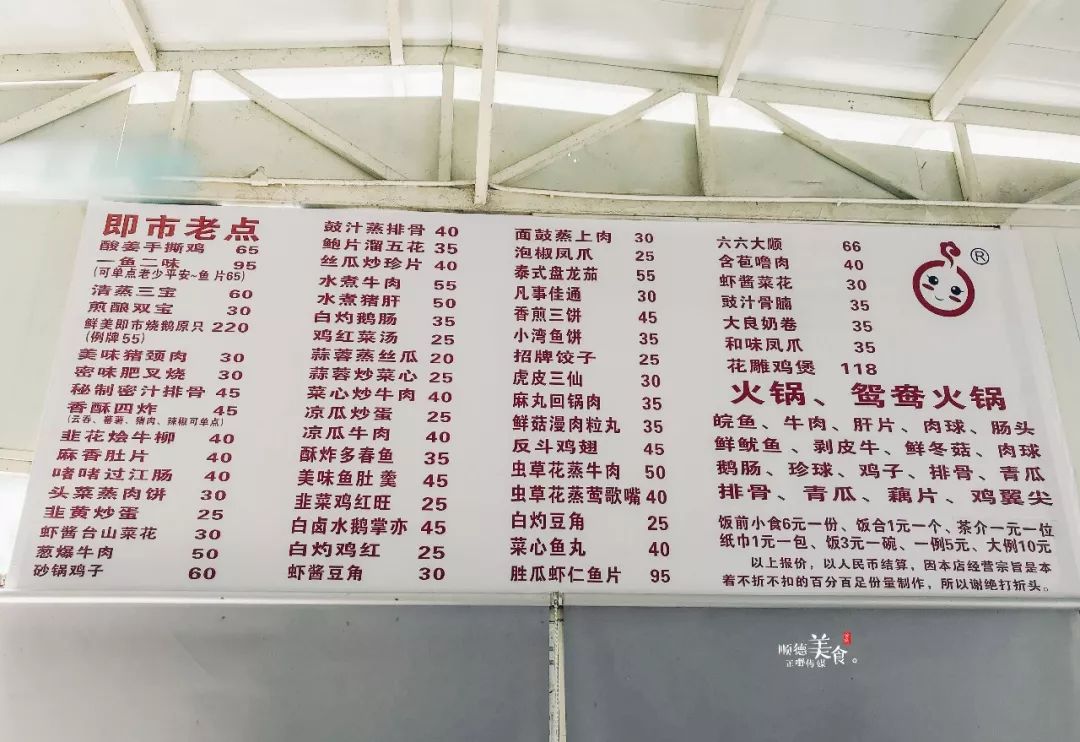 即市老点
酸姜手撕鸡 65
一鱼二味 95
(可单点老少平安~鱼片65)
清蒸三宝 60
煎酿双宝 30
鲜美即市烧鹅原只 220
(例牌55)
美味猪颈肉 30
密味肥叉烧 30
秘制密汁排骨 45
香酥四炸 45
(云吞、蕃薯、猪肉、辣椒可单点)
韭花烩牛柳 40
麻香肚片 40
啫啫过江肠 40
头菜蒸肉饼 30
韭黄炒蛋 25
虾酱台山菜花 30
葱爆牛肉 50
砂锅鸡子 60
鼓汁蒸排骨 40
鲍片溜五花 35
丝瓜炒珍片 40
水煮牛肉 55
水煮猪肝 50
白灼鹅肠 35
鸡红菜汤 25
蒜蓉蒸丝瓜 20
蒜蓉炒菜心 25
菜心炒牛肉 40
凉瓜炒蛋 25
凉瓜牛肉 40
酥炸多春鱼 35
美味鱼肚羹 45
韭菜鸡红旺 25
白卤水鹅掌亦 45
白灼鸡红 25
虾酱豆角 30
面鼓蒸上肉 30
泡椒凤爪 25
泰式盘龙茄 55
凡事佳通 30
香煎三饼 45
小湾鱼饼 35
招牌饺子 25
虎皮三仙 30
麻丸回锅肉 35
鲜菇漫肉粒丸 35
反斗鸡翅 45
虫草花蒸牛肉 50
虫草花蒸莺歌嘴 40
白灼豆角 25
菜心鱼丸 40
胜瓜虾仁鱼片 95
六六大顺 66
含苞噜肉 40
虾酱菜花 30
豉汁骨腩 35
大良奶卷 35
和味凤爪 35
花雕鸡煲 118
火锅、鸳鸯火锅
皖鱼、牛肉、肝片、肉球、肠头
鲜鱿鱼、剥皮牛、鲜冬菇、肉球
鹅肠、珍球、鸡子、排骨、青瓜
排骨、青瓜、藕片、鸡翼尖
饭前小食6元一份、饭合1元一个、茶介一元一位
纸巾1元一包、饭3元一碗、一例5元、大例10元
以上报价，以人民币结算，因本店经营宗旨是本
着不折不扣的百分百足份量制作，所以谢绝打折头。
®
顺德美食。
正嘢传媒